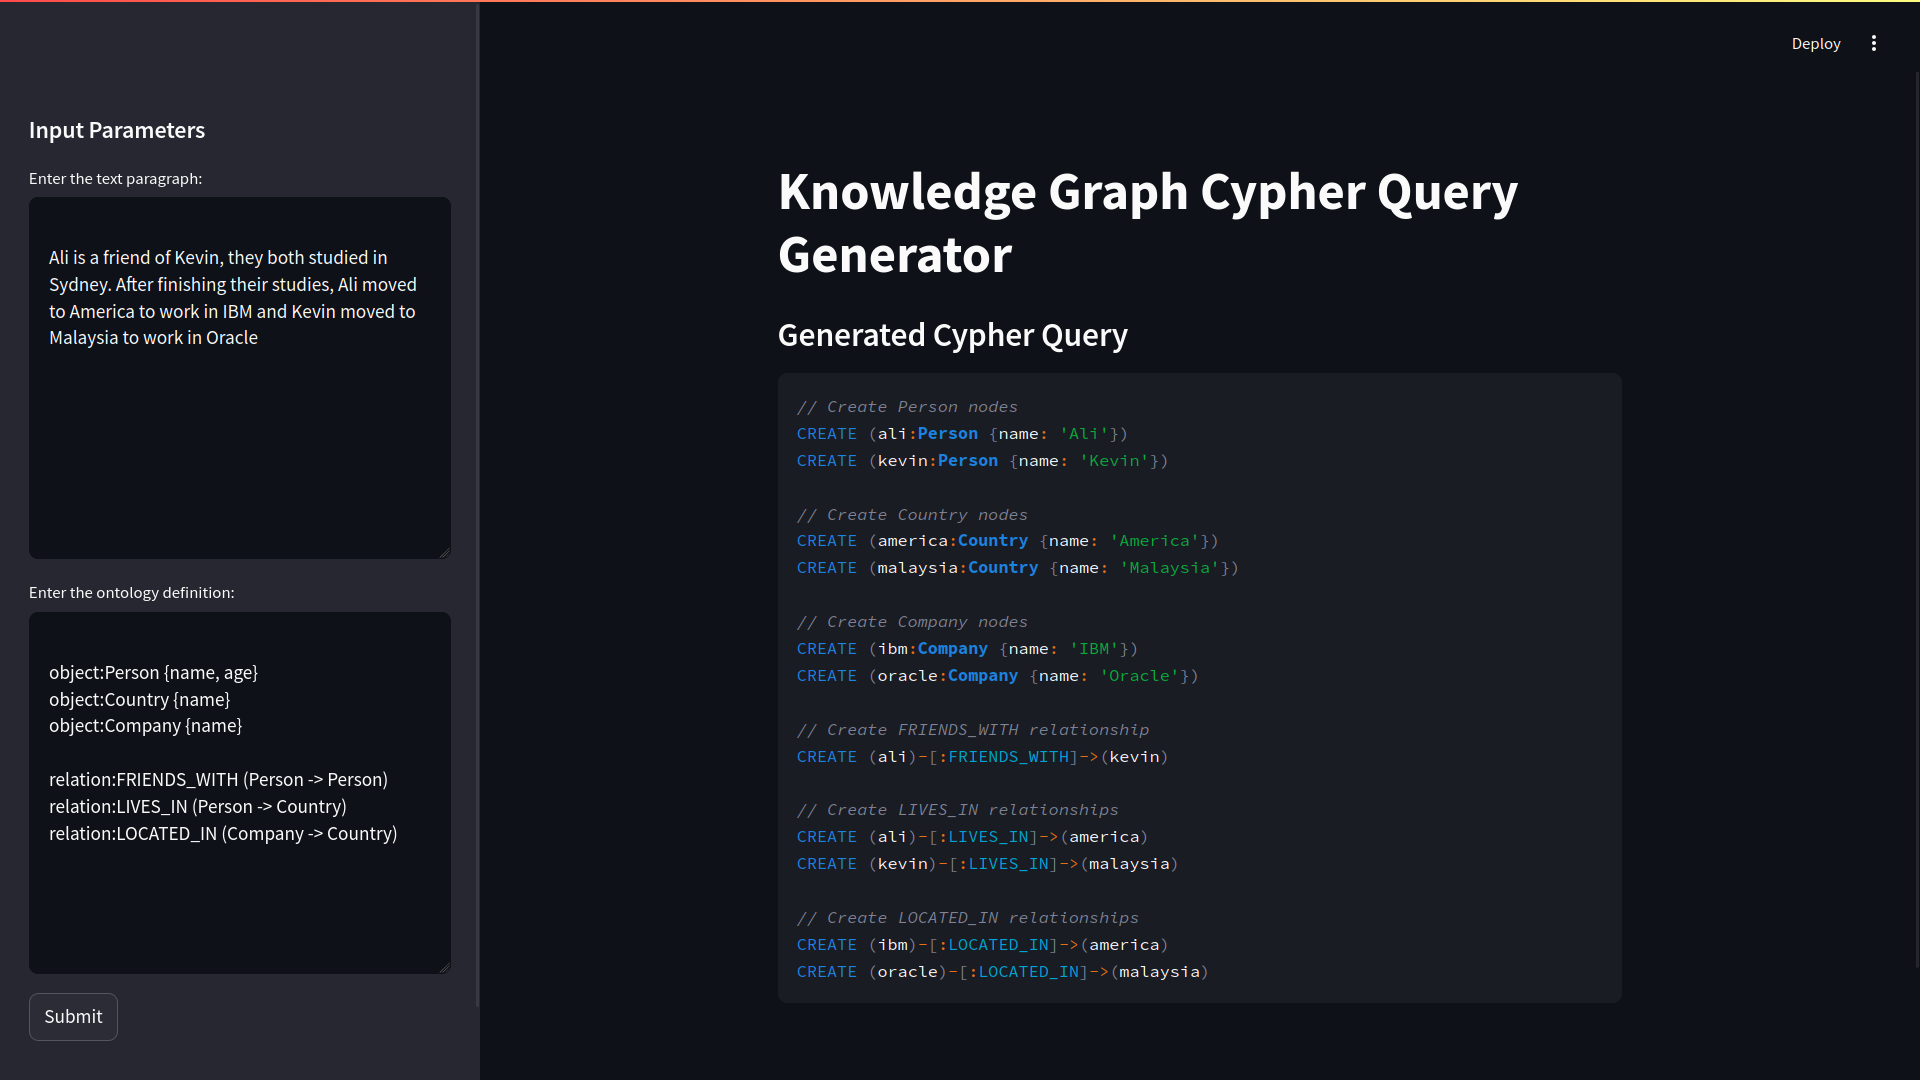 Deploy
Input Parameters
Enter the text paragraph:
Ali is a friend of Kevin, they both studied in
Sydney. After finishing their studies, Ali moved
to America to work in IBM and Kevin moved to
Malaysia to work in Oracle
Enter the ontology definition:
object:Person {name, age}
object:Country {name}
object:Company {name}
relation:FRIENDS_WITH (Person -> Person)
relation:LIVES_IN (Person -> Country)
relation:LOCATED_IN (Company -> Country)
Submit
Knowledge Graph Cypher Query
Generator
Generated Cypher Query
// Create Person nodes
CREATE (ali:Person {name: 'Ali'})
CREATE (kevin:Person {name: 'Kevin'})
// Create Country nodes
CREATE (america:Country {name: 'America'})
CREATE (malaysia:Country {name: 'Malaysia'})
// Create Company nodes
CREATE (ibm:Company {name: 'IBM'})
CREATE (oracle:Company {name: 'Oracle'})
// Create FRIENDS_WITH relationship
CREATE (ali)-[:FRIENDS_WITH]->(kevin)
// Create LIVES_IN relationships
CREATE (ali)-[:LIVES_IN]->(america)
CREATE (kevin)-[:LIVES_IN]->(malaysia)
// Create LOCATED_IN relationships
CREATE (ibm)-[:LOCATED_IN]->(america)
CREATE (oracle)-[:LOCATED_IN]->(malaysia)